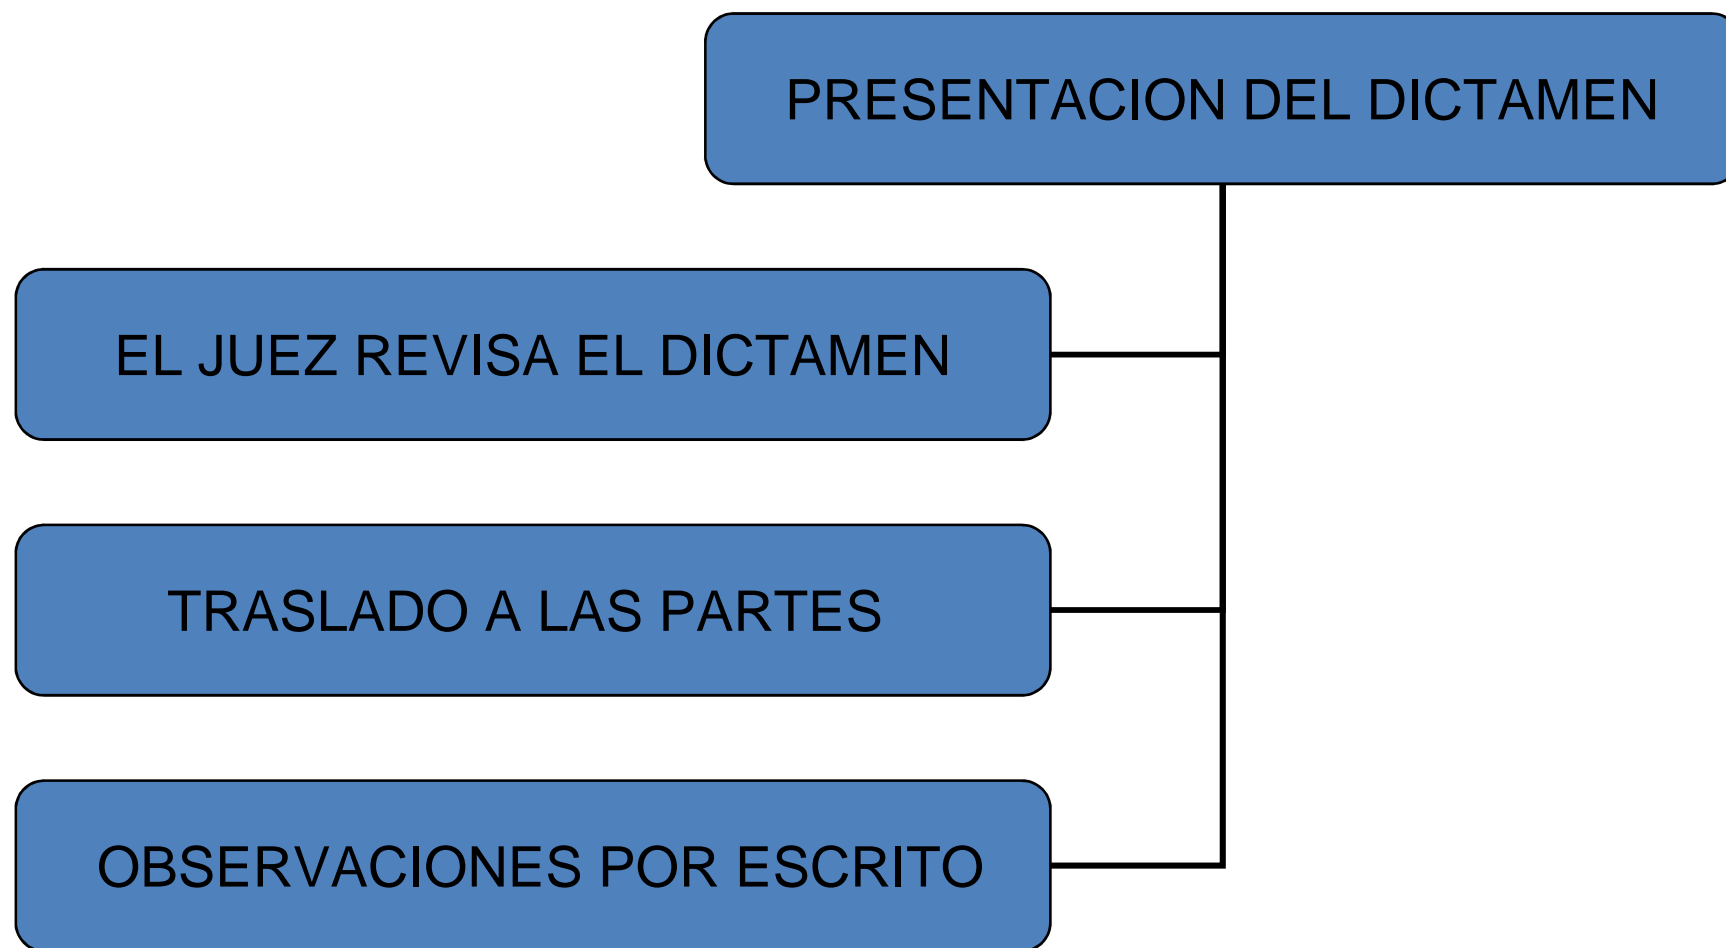 PRESENTACION DEL DICTAMEN
EL JUEZ REVISA EL DICTAMEN
TRASLADO A LAS PARTES
OBSERVACIONES POR ESCRITO